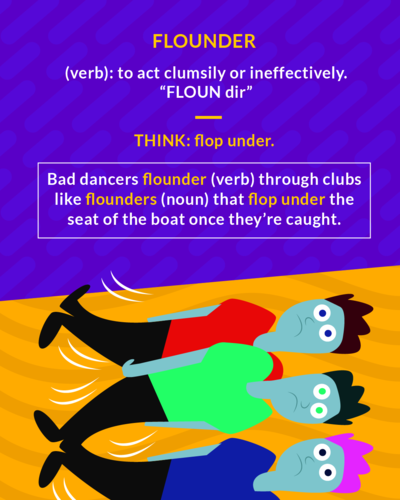 FLOUNDER
(verb): to act clumsily or ineffectively.
“FLOUN dir”
THINK: flop under.
Bad dancers flounder (verb) through clubs
like flounders (noun) that flop under the
seat of the boat once they’re caught.